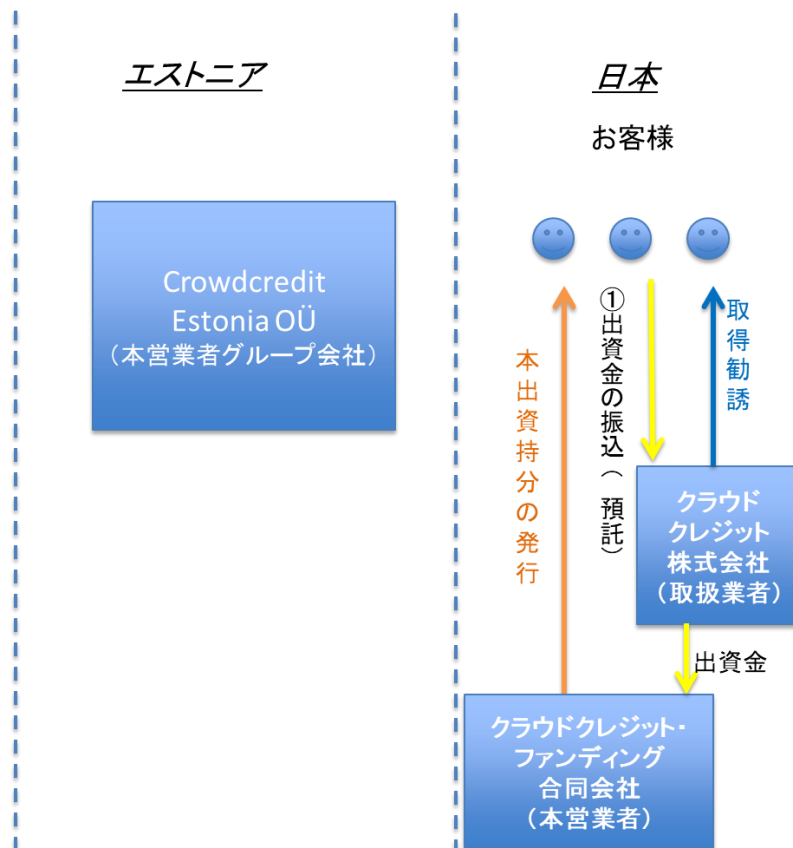 エストニア
日本
お客様
Crowdcredit
Estonia OÜ
（本営業者グループ会社）
本出資持分の発行
①出資金の振込（預託）
取得勧誘
クラウド
クレジット
株式会社
（取扱業者）
出資金
クラウドクレジット・
ファンディング
合同会社
（本営業者）